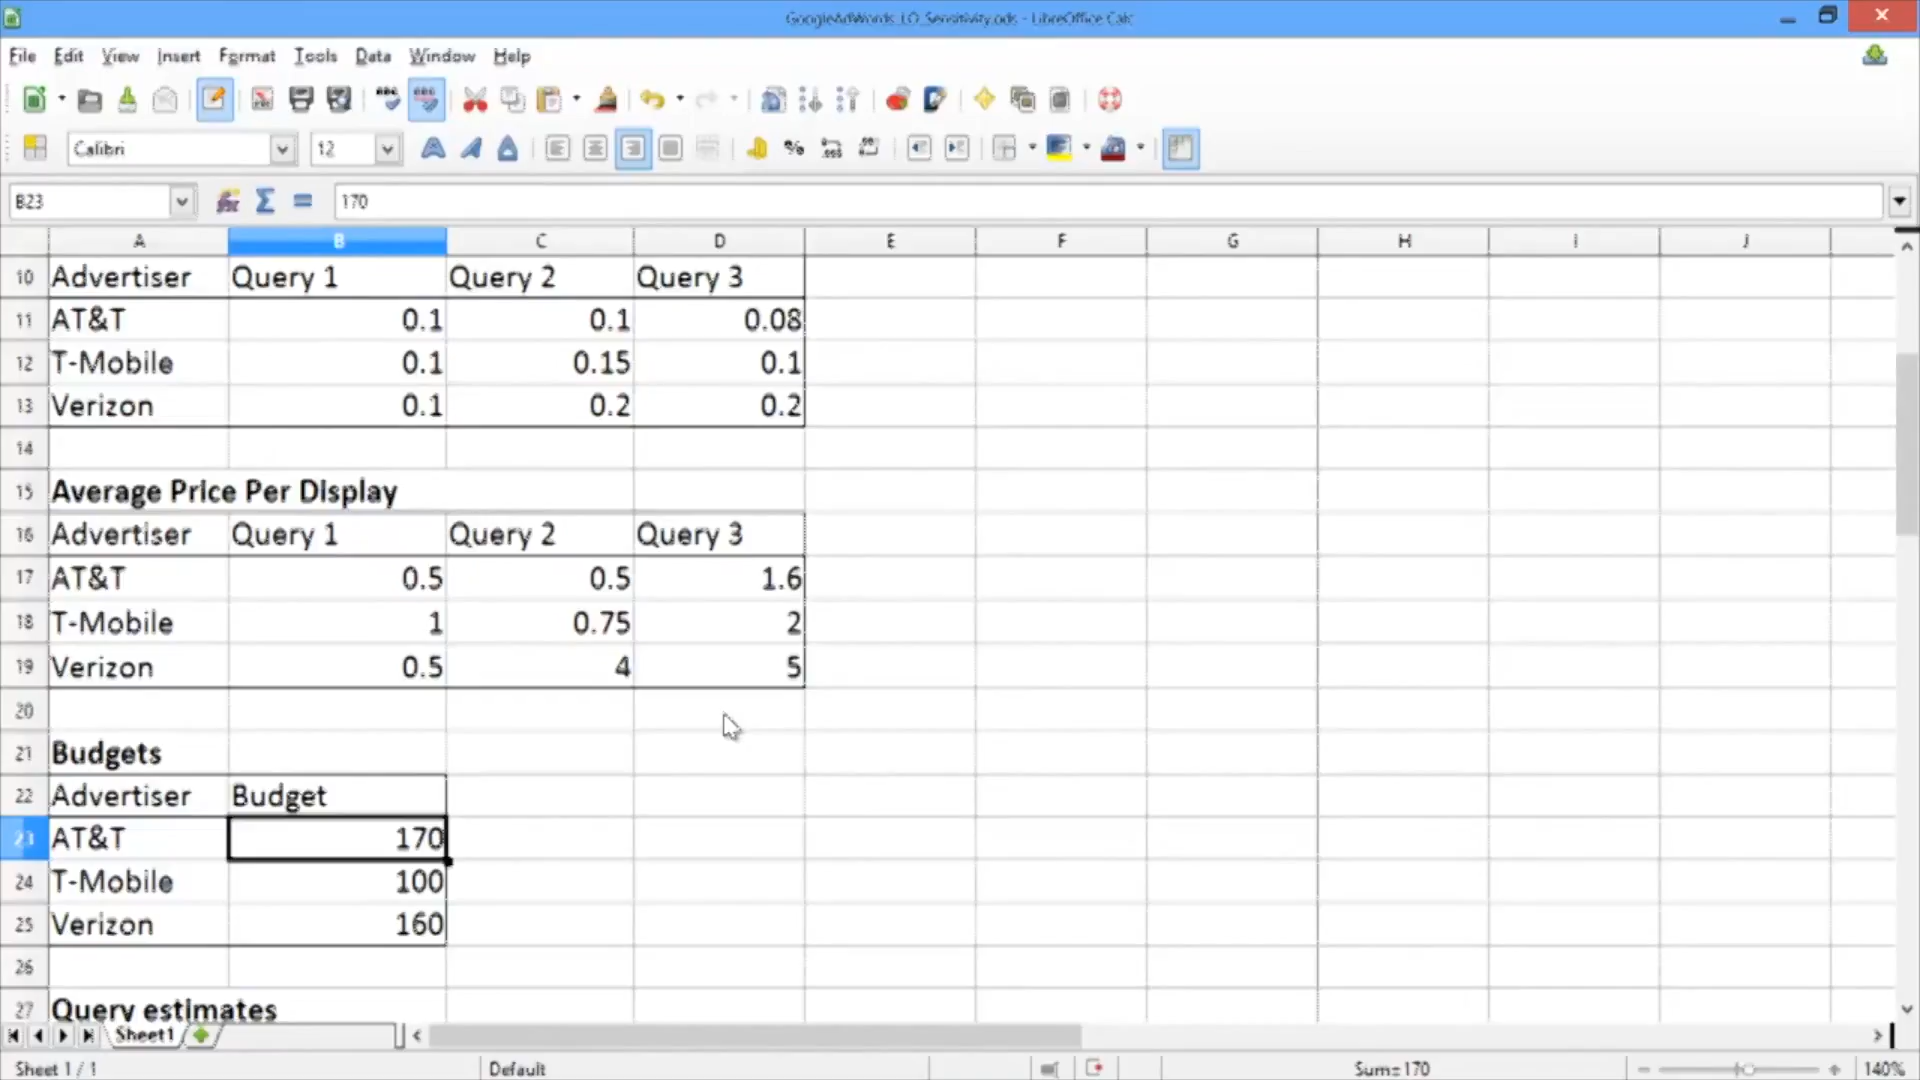 GoogleAdWords_LO_Sensitivity.ods - LibreOffice Calc
File Edit View Insert Format Tools Data Window Help
Calibri 12
B23 170
A B C D E F G H I J
10 Advertiser Query 1 Query 2 Query 3
11 AT&T 0.1 0.1 0.08
12 T-Mobile 0.1 0.15 0.1
13 Verizon 0.1 0.2 0.2
14
15 Average Price Per Display
16 Advertiser Query 1 Query 2 Query 3
17 AT&T 0.5 0.5 1.6
18 T-Mobile 1 0.75 2
19 Verizon 0.5 4 5
20
21 Budgets
22 Advertiser Budget
23 AT&T 170
24 T-Mobile 100
25 Verizon 160
26
27 Query estimates
Sheet1
Sheet 1 / 1 Default Sum=170 140%